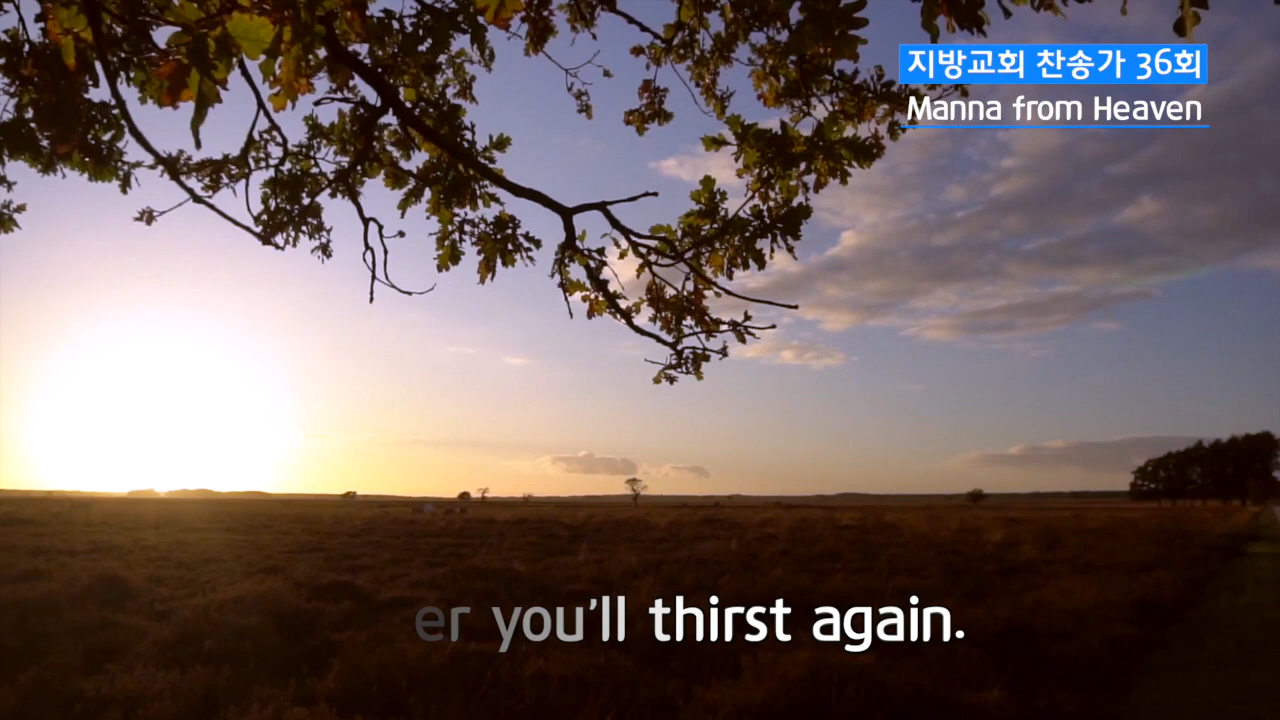 지방교회 찬송가 36회
Manna from Heaven
er you'll thirst again.